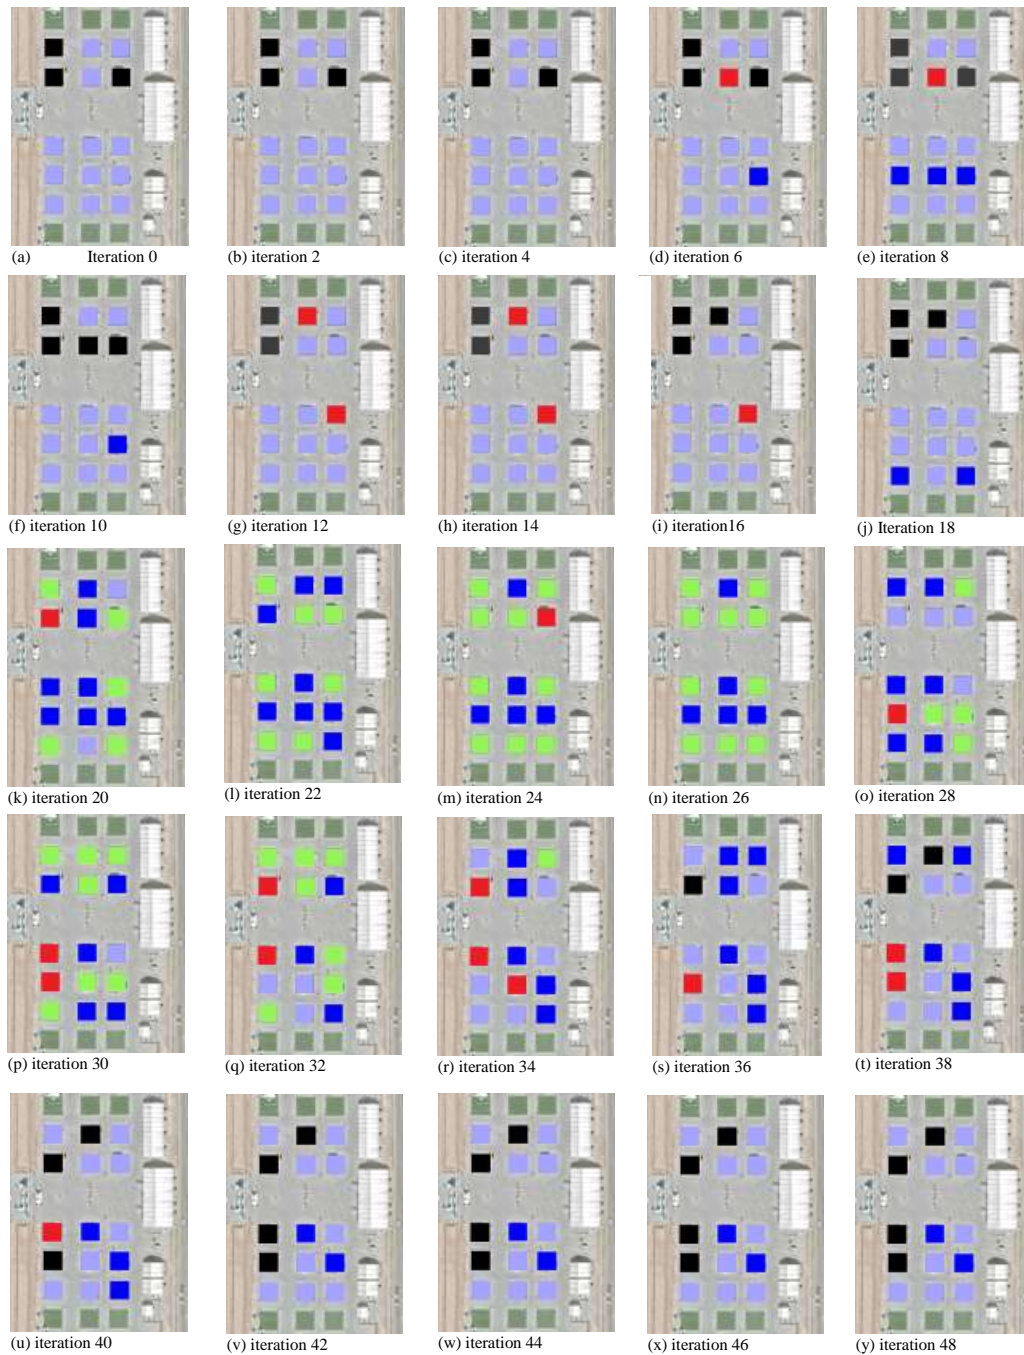 (a) Iteration 0 (b) iteration 2 (c) iteration 4 (d) iteration 6 (e) iteration 8
(f) iteration 10 (g) iteration 12 (h) iteration 14 (i) iteration16 (j) Iteration 18
(k) iteration 20 (l) iteration 22 (m) iteration 24 (n) iteration 26 (o) iteration 28
(p) iteration 30 (q) iteration 32 (r) iteration 34 (s) iteration 36 (t) iteration 38
(u) iteration 40 (v) iteration 42 (w) iteration 44 (x) iteration 46 (y) iteration 48